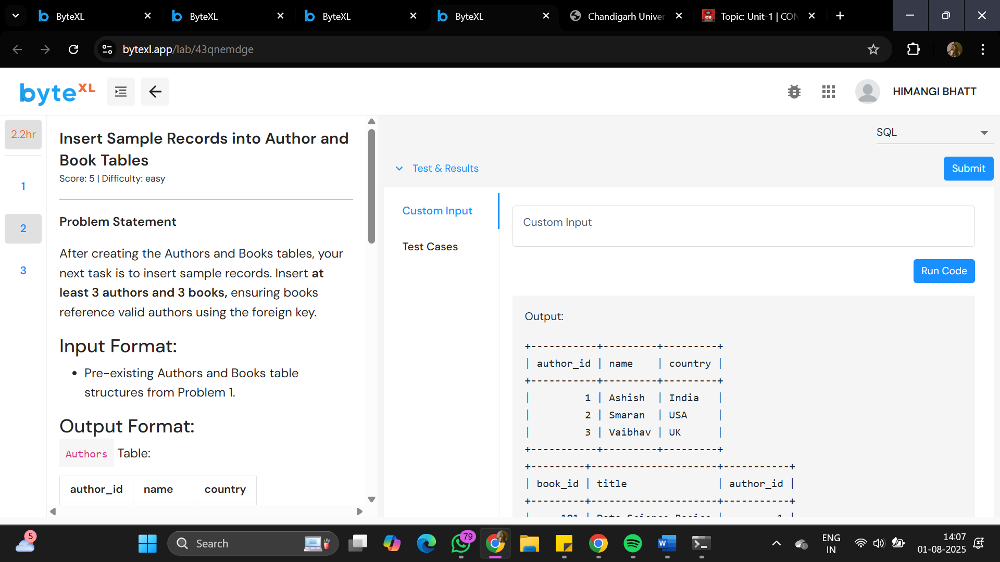 ByteXL
ByteXL
ByteXL
ByteXL
Chandigarh Univer
Topic: Unit-1 | CON
bytexl.app/lab/43qnemdge
byteXL
HIMANGI BHATT
2.2hr
1
2
3
Insert Sample Records into Author and
Book Tables
Score: 5 | Difficulty: easy
Problem Statement
After creating the Authors and Books tables, your
next task is to insert sample records. Insert at
least 3 authors and 3 books, ensuring books
reference valid authors using the foreign key.
Input Format:
• Pre-existing Authors and Books table
structures from Problem 1.
Output Format:
Authors Table:
author_id name country
SQL
Test & Results
Submit
Custom Input
Test Cases
Custom Input
Run Code
Output:
+-----------+---------+---------+
| author_id | name    | country |
+-----------+---------+---------+
|         1 | Ashish  | India   |
|         2 | Smaran  | USA     |
|         3 | Vaibhav | UK      |
+-----------+---------+---------+
+---------+---------------------+-----------+
| book_id | title               | author_id |
+---------+---------------------+-----------+
|     101 | Data Science Basics |         1 |
5
Search
79
ENG
IN
14:07
01-08-2025